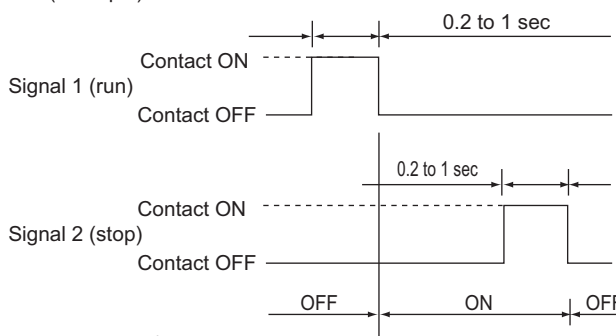 0.2 to 1 sec
Contact ON
Signal 1 (run)
Contact OFF
0.2 to 1 sec
Contact ON
Signal 2 (stop)
Contact OFF
OFF
ON
OFF